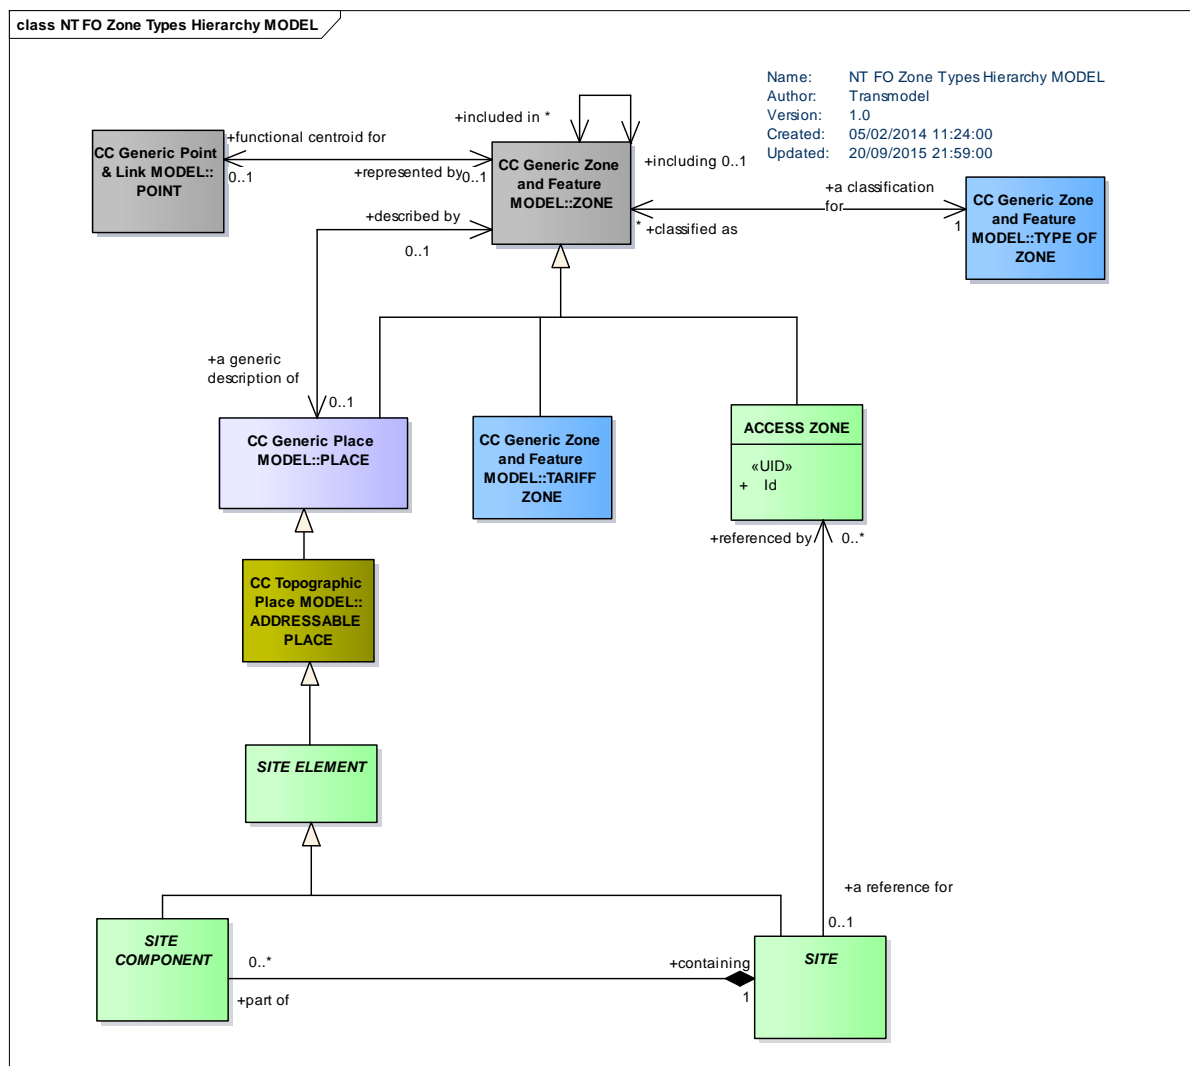 class NT FO Zone Types Hierarchy MODEL
Name: NT FO Zone Types Hierarchy MODEL
Author: Transmodel
Version: 1.0
Created: 05/02/2014 11:24:00
Updated: 20/09/2015 21:59:00
+included in *
+including 0..1
+functional centroid for
0..1
+represented by
0..1
CC Generic Point
& Link MODEL::
POINT
CC Generic Zone
and Feature
MODEL::ZONE
+a classification
for
1
* +classified as
CC Generic Zone
and Feature
MODEL::TYPE OF
ZONE
+described by
0..1
+a generic
description of
0..1
CC Generic Place
MODEL::PLACE
CC Generic Zone
and Feature
MODEL::TARIFF
ZONE
ACCESS ZONE
«UID»
+ Id
+referenced by
0..*
CC Topographic
Place MODEL::
ADDRESSABLE
PLACE
SITE ELEMENT
+a reference for
0..1
SITE
COMPONENT
0..*
+part of
+containing
1
SITE